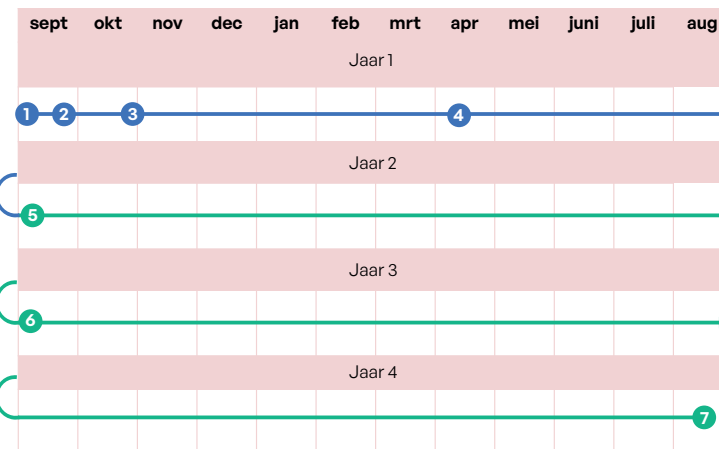 sept okt nov dec jan feb mrt apr mei juni juli aug
Jaar 1
1 2 3 4
Jaar 2
5
Jaar 3
6
Jaar 4
7